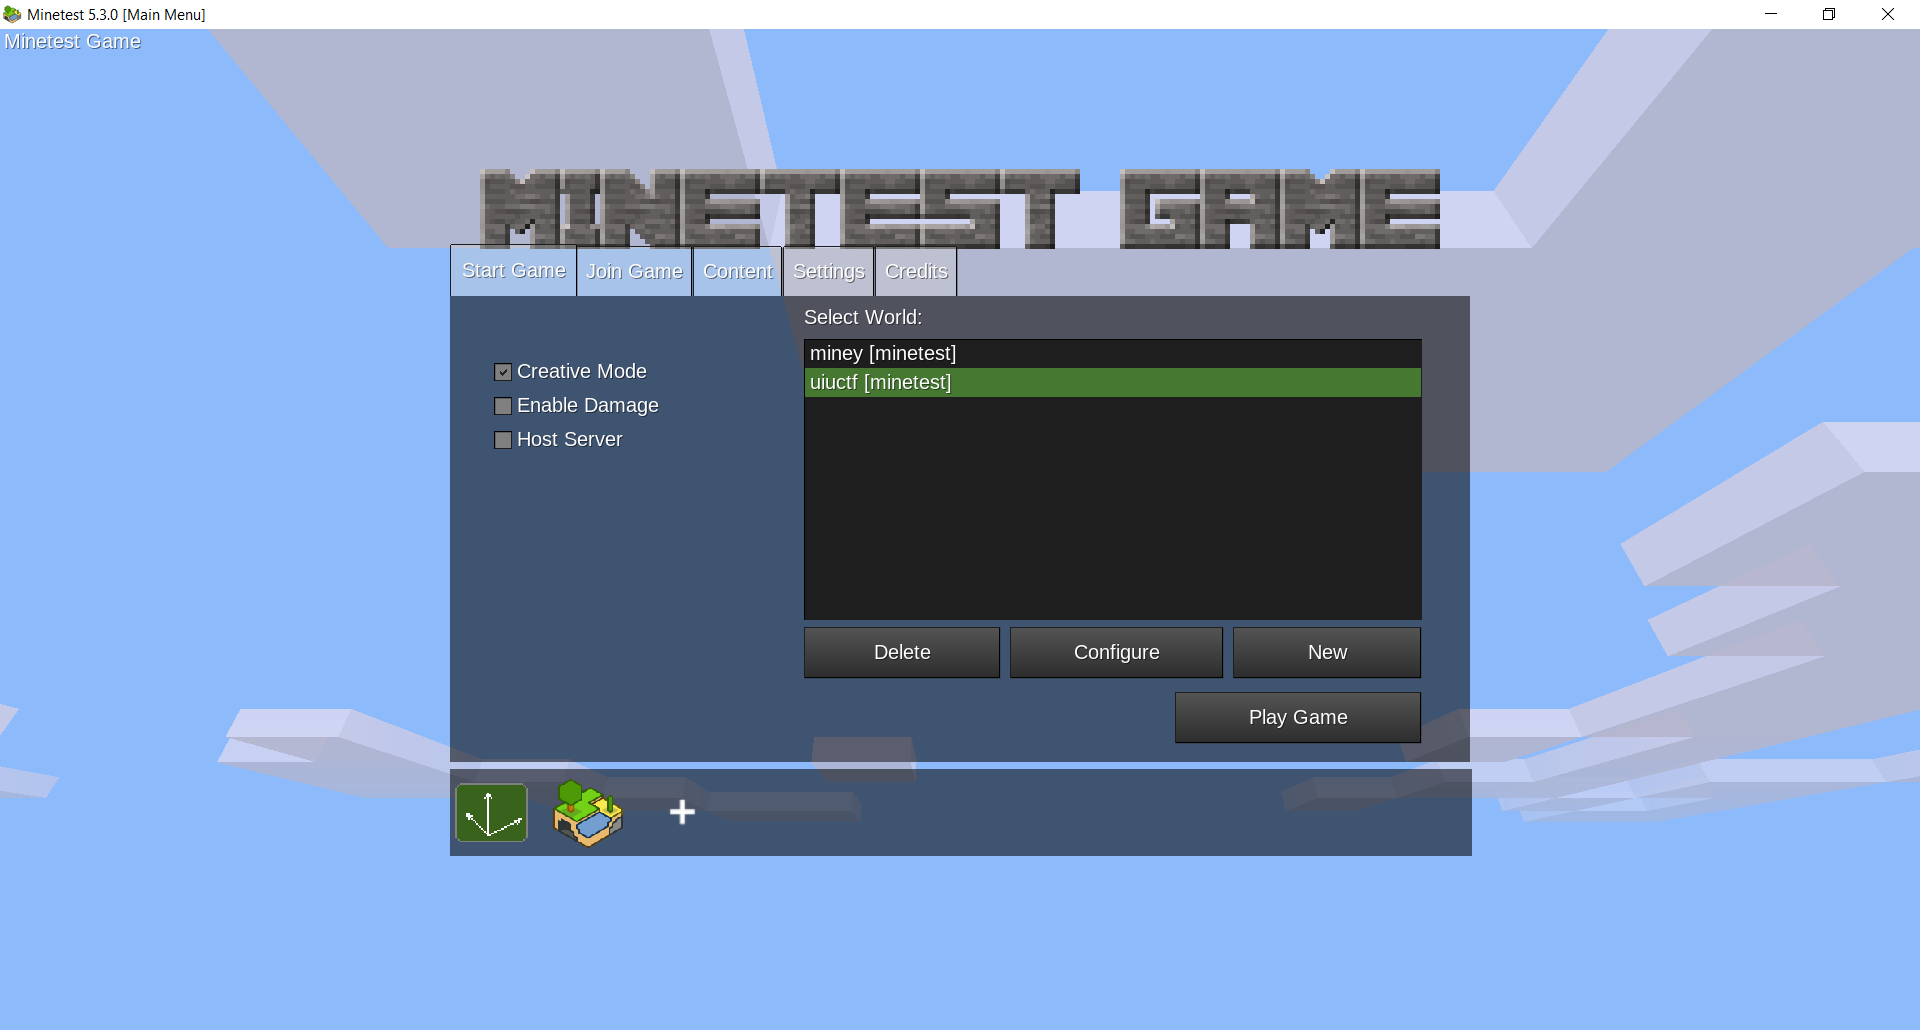 Minetest 5.3.0 [Main Menu]
Minetest Game
MINETEST GAME
Start Game
Join Game
Content
Settings
Credits
Select World:
miney [minetest]
uiuctf [minetest]
Creative Mode
Enable Damage
Host Server
Delete
Configure
New
Play Game